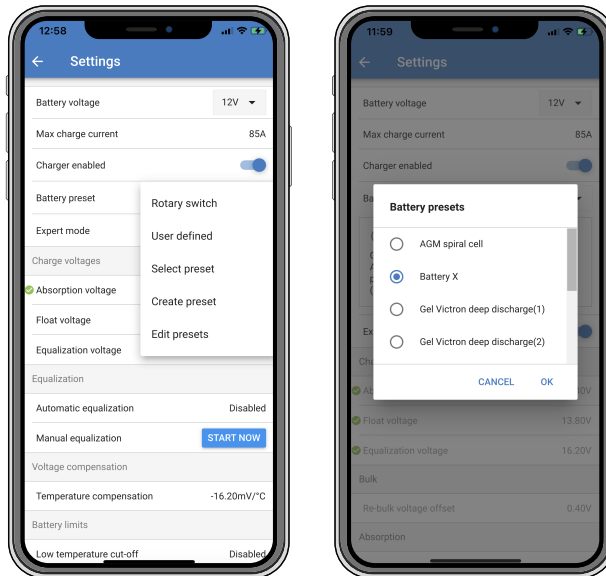 12:58
Settings
Battery voltage 12V
Max charge current 85A
Charger enabled
Battery preset
Rotary switch
User defined
Expert mode
Select preset
Charge voltages
Absorption voltage
Create preset
Float voltage
Edit presets
Equalization voltage
Equalization
Automatic equalization Disabled
Manual equalization START NOW
Voltage compensation
Temperature compensation -16.20mV/°C
Battery limits
Low temperature cut-off Disabled
11:59
Settings
Battery voltage 12V
Max charge current 85A
Charger enabled
Ba
Battery presets
AGM spiral cell
Battery X
Gel Victron deep discharge(1)
Gel Victron deep discharge(2)
CANCEL OK
Ex
Ch
Ab
Float voltage 13.80V
Equalization voltage 16.20V
Bulk
Re-bulk voltage offset 0.40V
Absorption